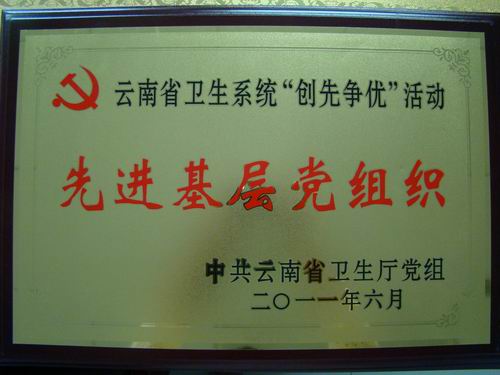 云南省卫生系统“创先争优”活动
先进基层党组织
中共云南省卫生厅党组
二〇一一年六月